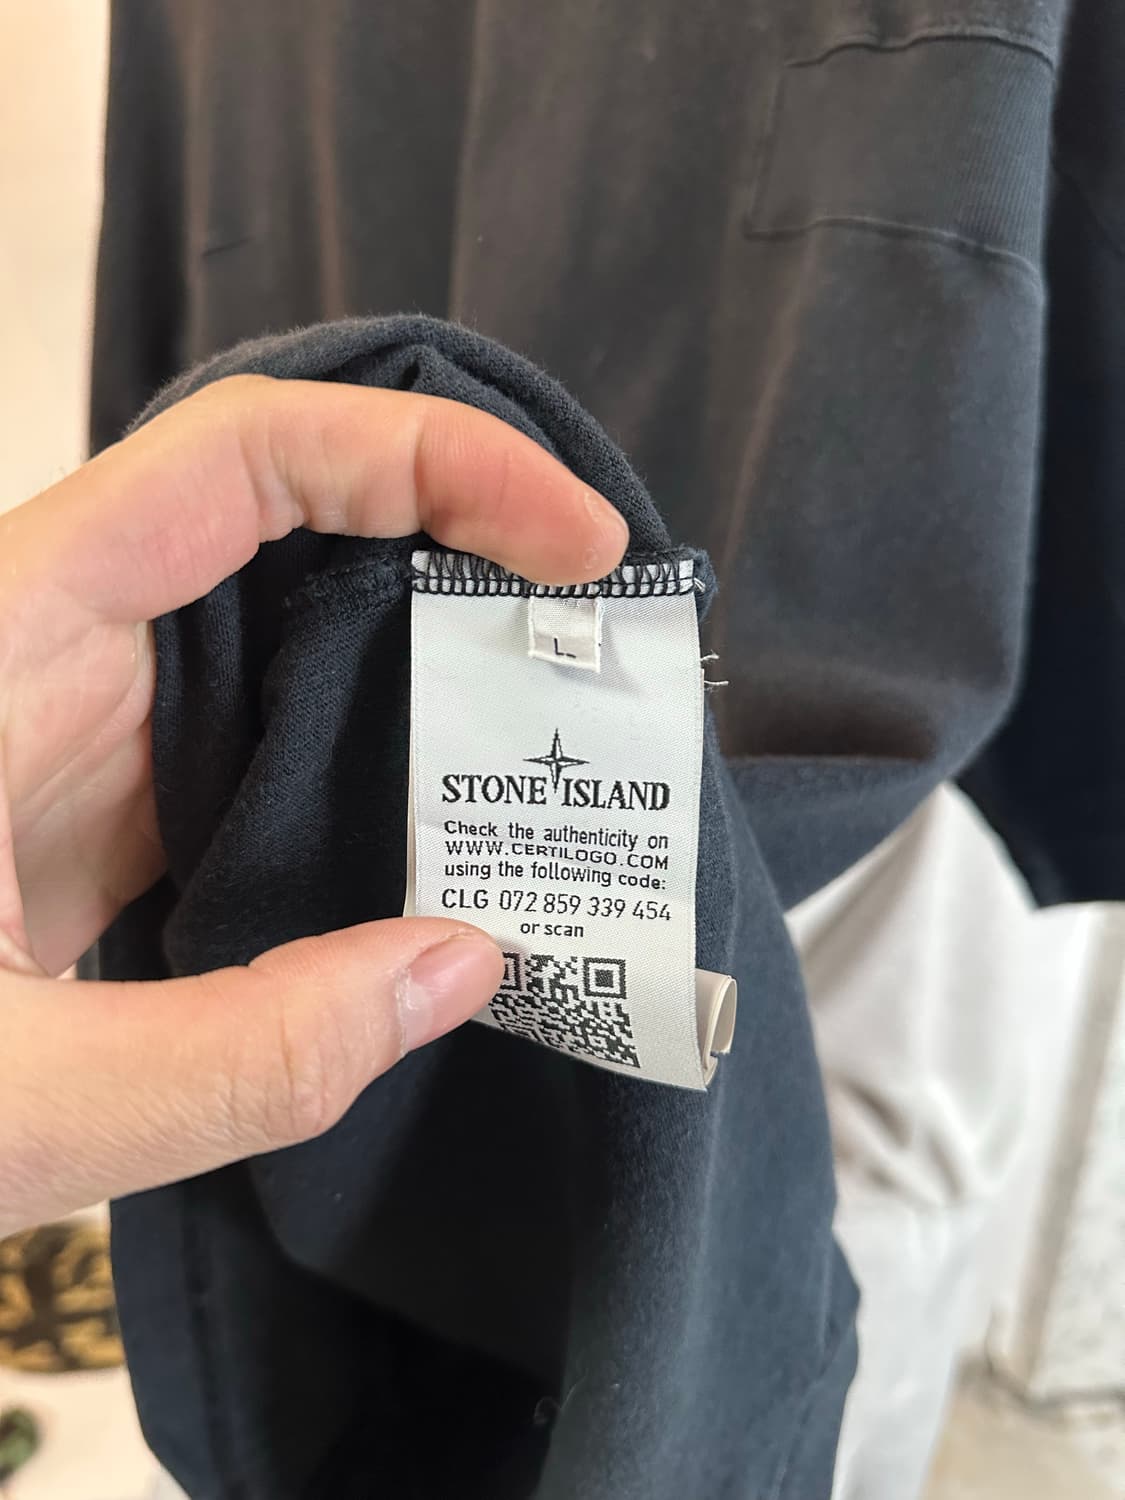 L-
STONE ISLAND
Check the authenticity on
WWW.CERTILOGO.COM
using the following code:
CLG 072 859 339 454
or scan